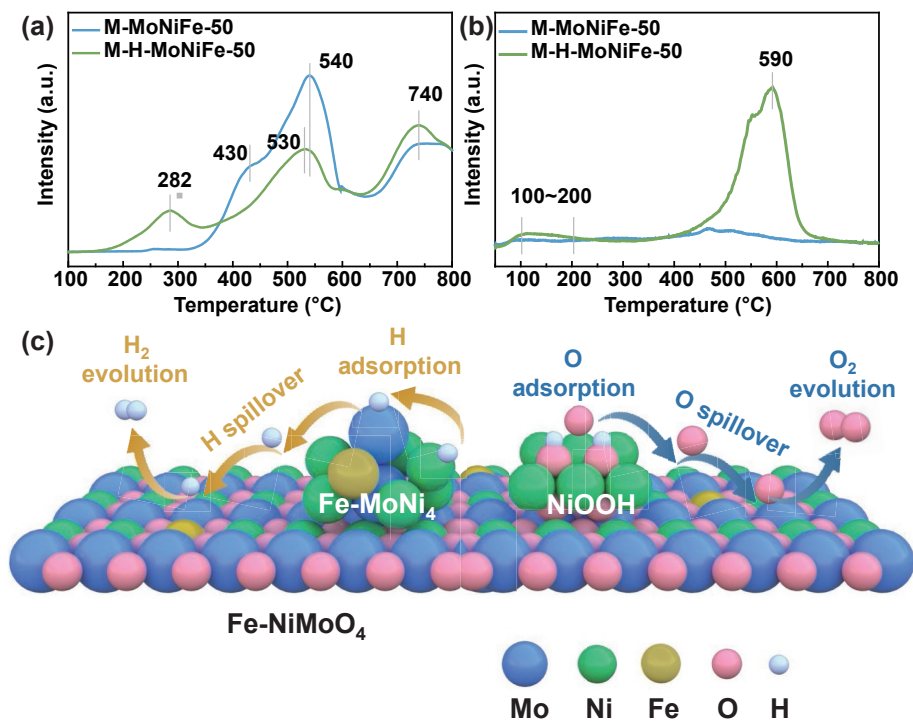 (a)
M-MoNiFe-50
M-H-MoNiFe-50
540
740
430
530
282
Intensity (a.u.)
100 200 300 400 500 600 700 800
Temperature (°C)
(b)
M-MoNiFe-50
M-H-MoNiFe-50
590
100~200
Intensity (a.u.)
100 200 300 400 500 600 700 800
Temperature (°C)
(c)
H₂
evolution
H spillover
H
adsorption
O
adsorption
O spillover
O₂
evolution
Fe-MoNi₄
NiOOH
Fe-NiMoO₄
Mo Ni Fe O H